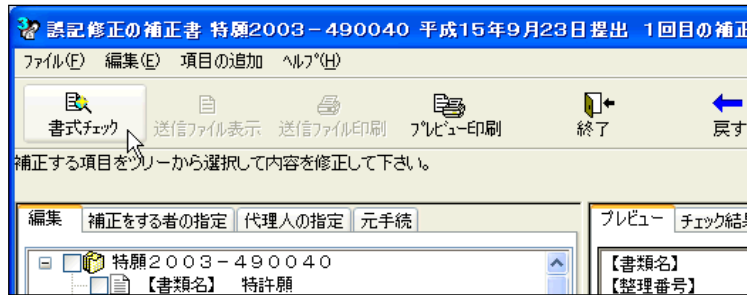 誤記修正の補正書 特願2003-490040 平成15年9月23日提出 1回目の補正
ファイル(F) 編集(E) 項目の追加 ヘルプ(H)
書式チェック 送信ファイル表示 送信ファイル印刷 プレビュー印刷 終了 戻す
補正する項目をツリーから選択して内容を修正して下さい。
編集 補正をする者の指定 代理人の指定 元手続 プレビュー チェック結果
特願2003-490040
【書類名】 特許願
【書類名】
【整理番号】